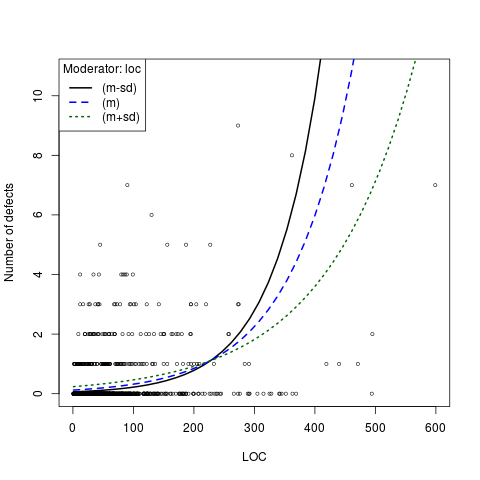 Moderator: loc
(m-sd)
(m)
(m+sd)
Number of defects
10
8
6
4
2
0
0 100 200 300 400 500 600
LOC